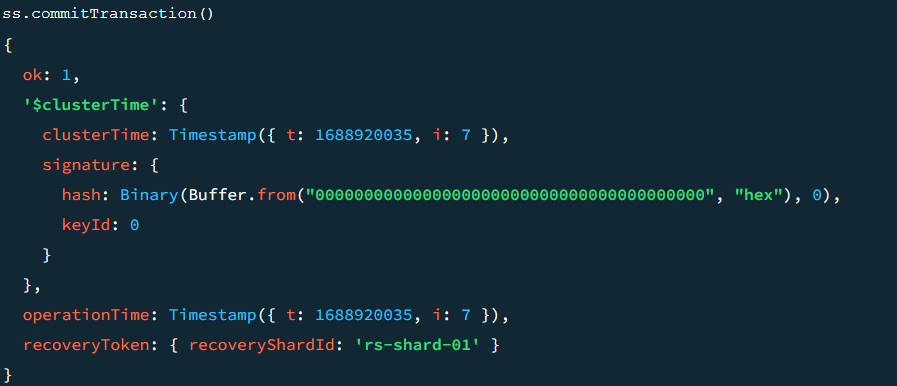 ss.commitTransaction()
{
  ok: 1,
  '$clusterTime': {
    clusterTime: Timestamp({ t: 1688920035, i: 7 }),
    signature: {
      hash: Binary(Buffer.from("0000000000000000000000000000000000000000", "hex"), 0),
      keyId: 0
    }
  },
  operationTime: Timestamp({ t: 1688920035, i: 7 }),
  recoveryToken: { recoveryShardId: 'rs-shard-01' }
}